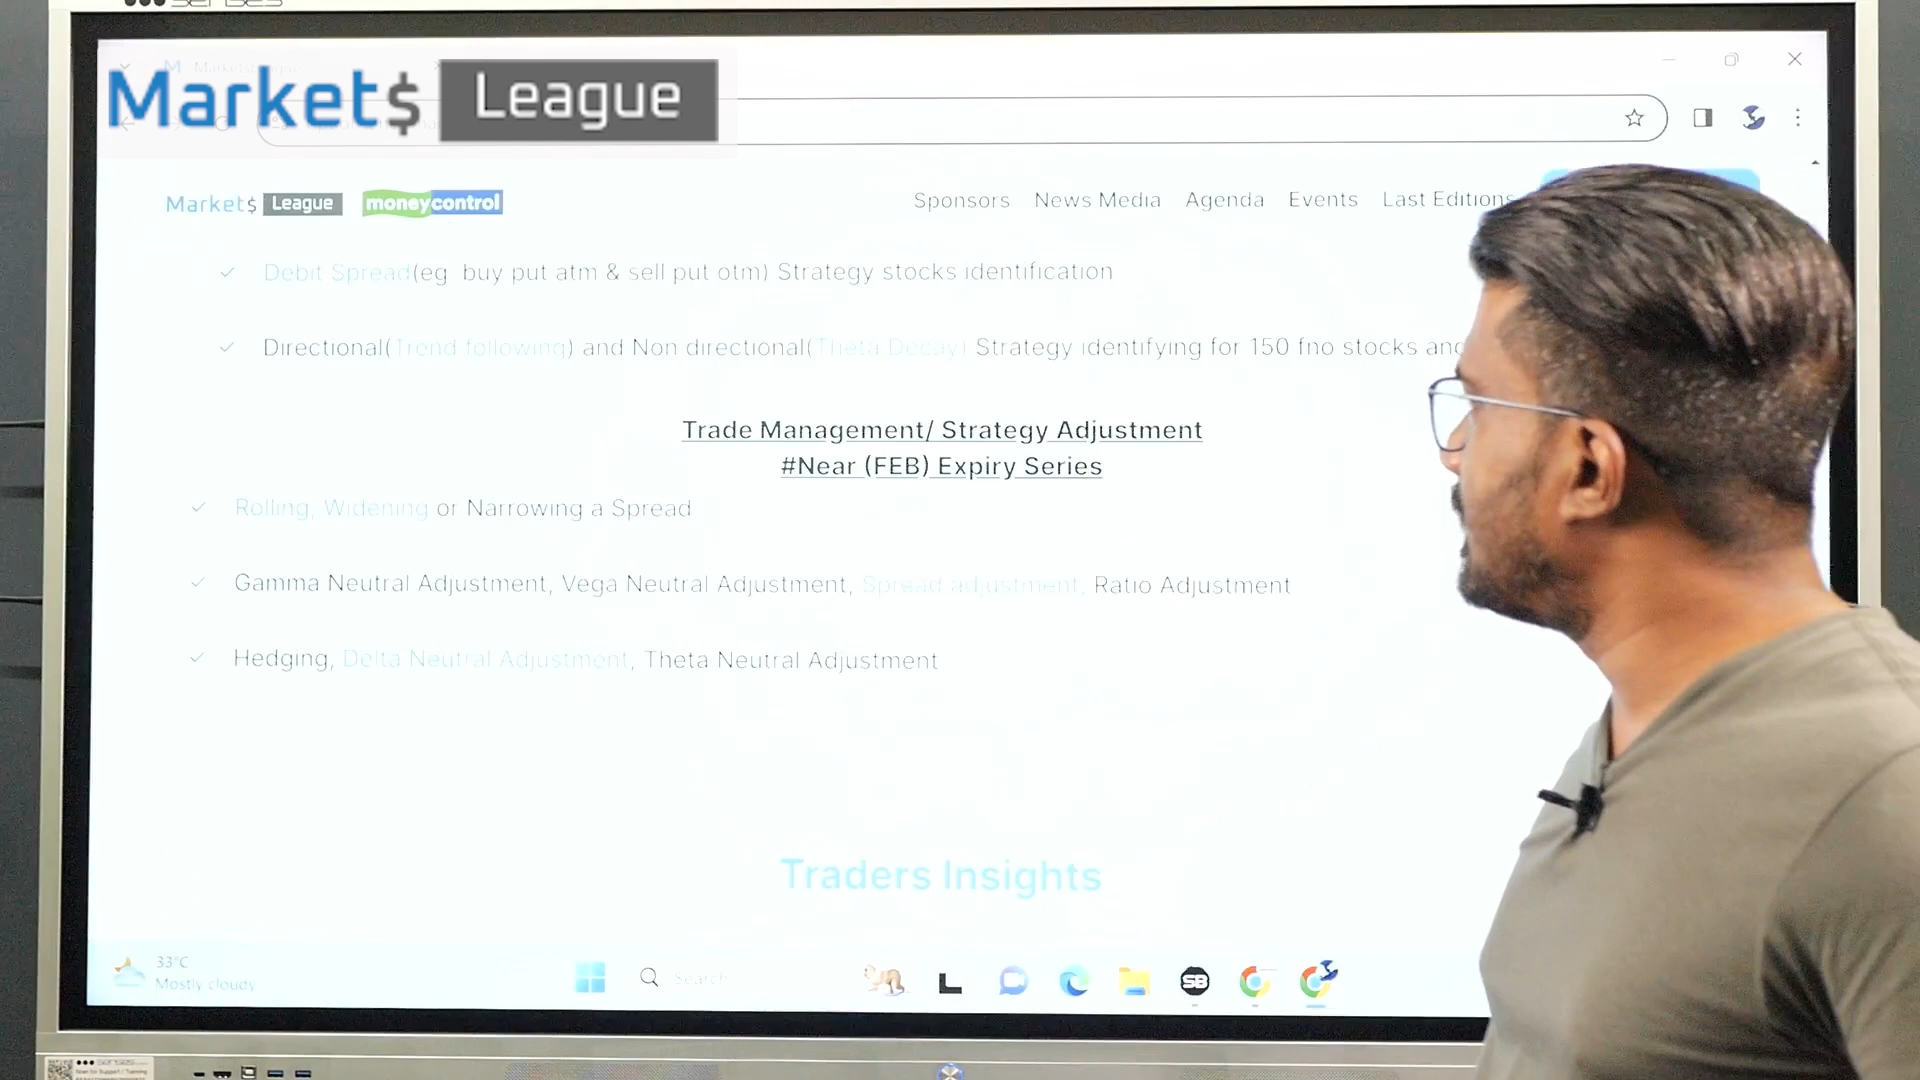 Market$ League
Market$ League moneycontrol
Sponsors News Media Agenda Events Last Editions
Debit Spread(eg buy put atm & sell put otm) Strategy stocks identification
Directional(Trend following) and Non directional(Theta Decay) Strategy identifying for 150 fno stocks and
Trade Management/ Strategy Adjustment
#Near (FEB) Expiry Series
Rolling, Widening or Narrowing a Spread
Gamma Neutral Adjustment, Vega Neutral Adjustment, Spread adjustment, Ratio Adjustment
Hedging, Delta Neutral Adjustment, Theta Neutral Adjustment
Traders Insights
33°C
Mostly cloudy
Search
SB